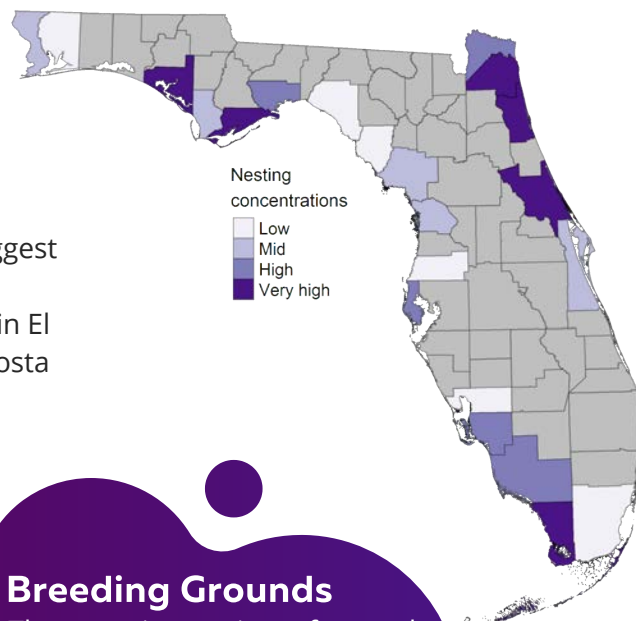 Nesting
concentrations
Low
Mid
High
Very high
ggest
in El
osta
Breeding Grounds